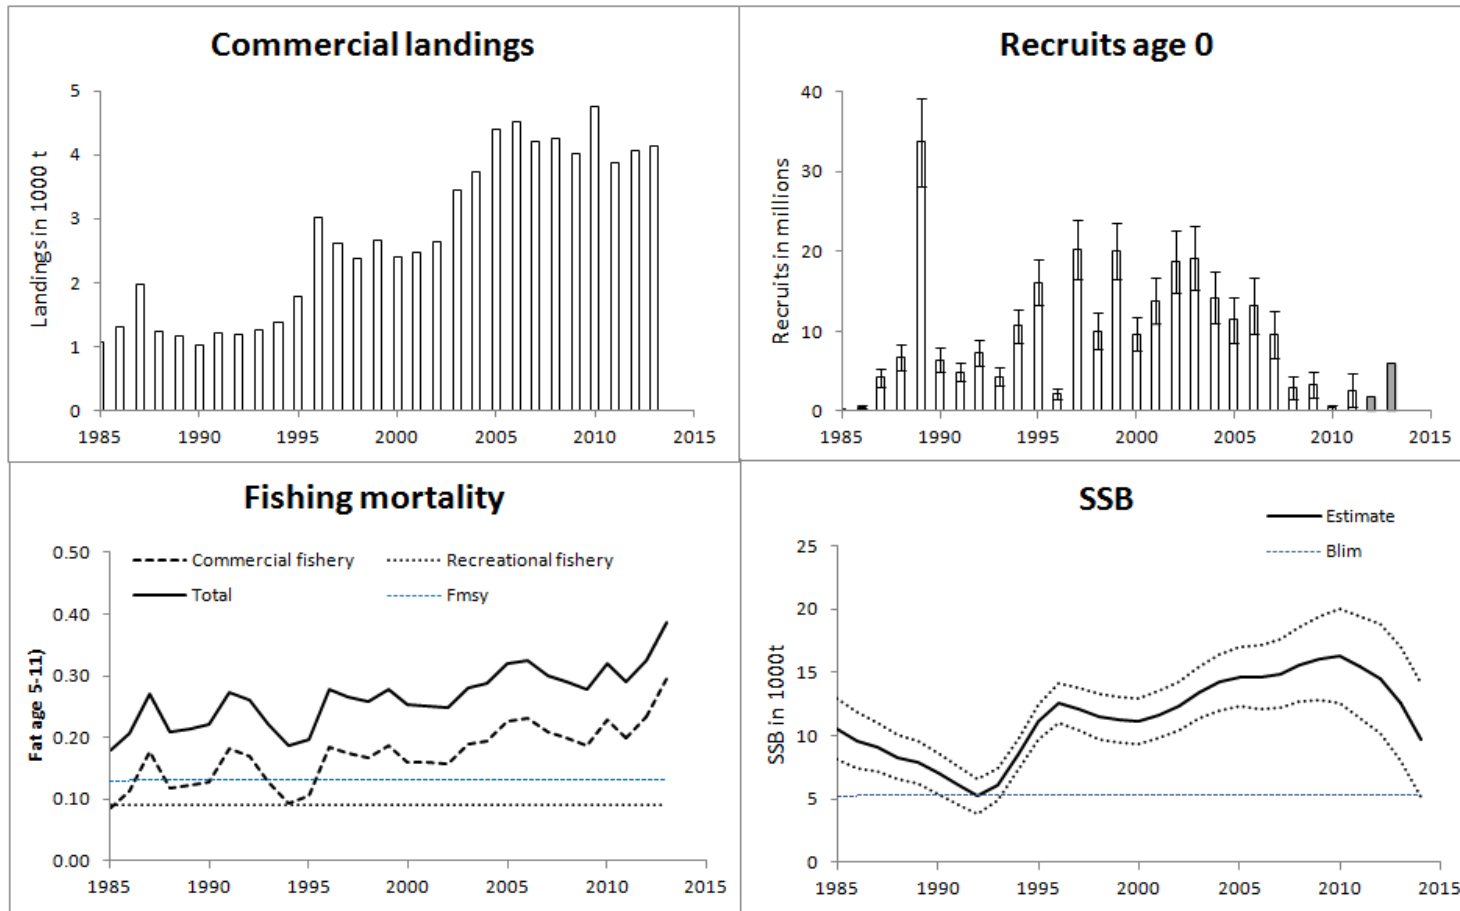 Commercial landings
Landings in 1000 t
5
4
3
2
1
0
1985 1990 1995 2000 2005 2010 2015
Recruits age 0
Recruits in millions
40
30
20
10
0
1985 1990 1995 2000 2005 2010 2015
Fishing mortality
Commercial fishery Recreational fishery
Total Fmsy
Fat age 5-11)
0.50
0.40
0.30
0.20
0.10
0.00
1985 1990 1995 2000 2005 2010 2015
SSB
Estimate
Blim
SSB in 1000t
25
20
15
10
5
0
1985 1990 1995 2000 2005 2010 2015